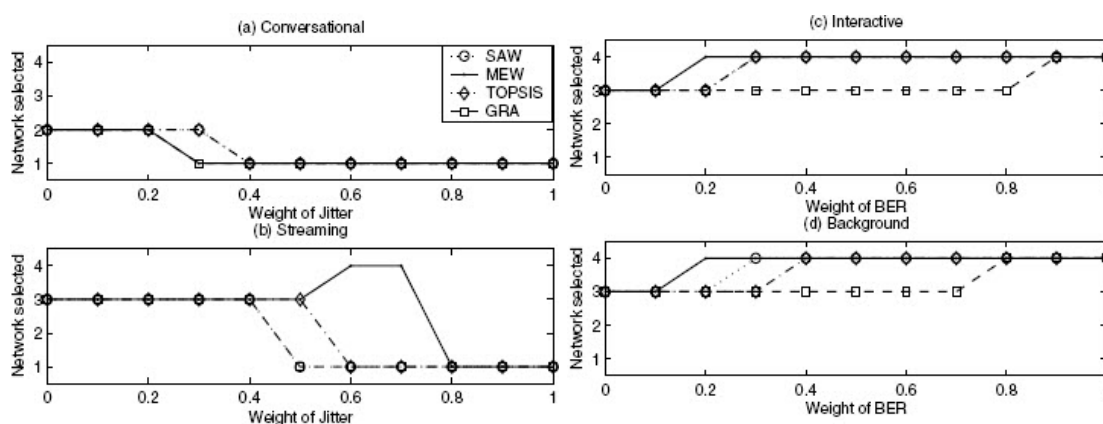 (a) Conversational
Network selected
4
3
2
1
SAW
MEW
TOPSIS
GRA
0 0.2 0.4 0.6 0.8 1
Weight of Jitter
(b) Streaming
Network selected
4
3
2
1
0 0.2 0.4 0.6 0.8 1
Weight of Jitter
(c) Interactive
Network selected
4
3
2
1
0 0.2 0.4 0.6 0.8
Weight of BER
(d) Background
Network selected
4
3
2
1
0 0.2 0.4 0.6 0.8
Weight of BER